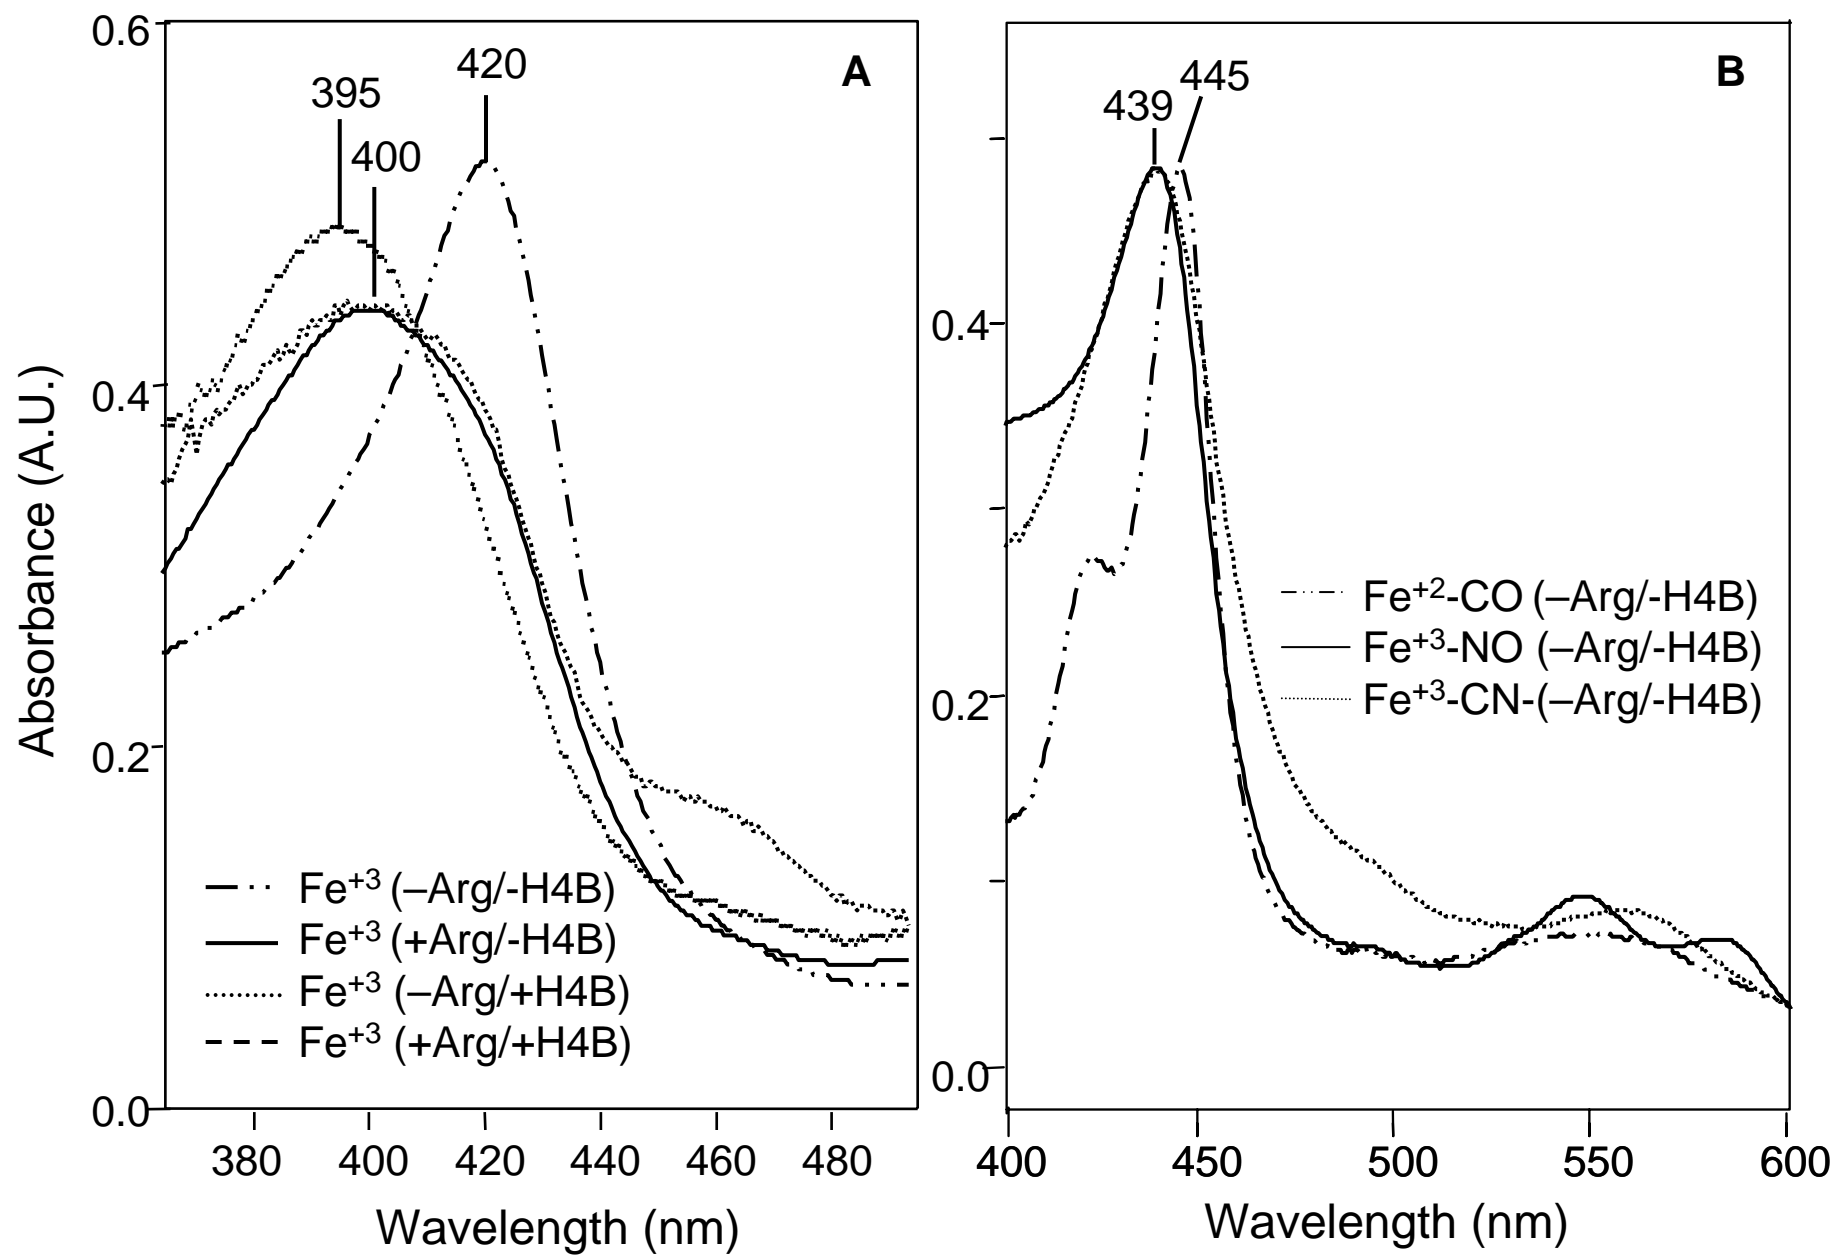 0.6
0.4
0.2
0.0
Absorbance (A.U.)
395
400
420
A
Fe+3 (–Arg/-H4B)
Fe+3 (+Arg/-H4B)
Fe+3 (–Arg/+H4B)
Fe+3 (+Arg/+H4B)
380 400 420 440 460 480
Wavelength (nm)
439
445
B
0.4
0.2
0.0
Fe+2-CO (–Arg/-H4B)
Fe+3-NO (–Arg/-H4B)
Fe+3-CN-(–Arg/-H4B)
400 450 500 550 600
Wavelength (nm)